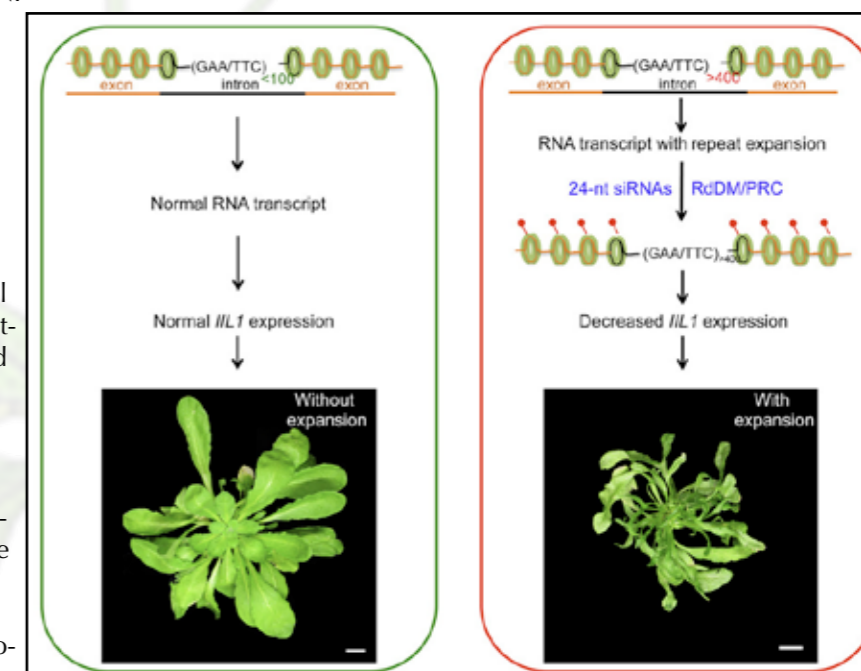 (GAA/TTC)<100
exon intron exon
Normal RNA transcript
Normal IIL1 expression
Without
expansion
(GAA/TTC)>400
exon intron exon
RNA transcript with repeat expansion
24-nt siRNAs RdDM/PRC
(GAA/TTC)>400
Decreased IIL1 expression
With
expansion
l
t-
d
-
e
o-